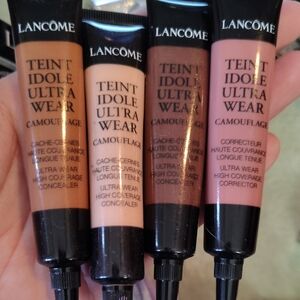 LANCÔME
TEINT
IDOLE
ULTRA
WEAR
CAMOUFLAGE
CACHE-CERNES
HAUTE COUVRANCE
LONGUE TENUE
ULTRA WEAR
HIGH COVERAGE
CONCEALER
LANCÔME
TEINT
IDOLE
ULTRA
WEAR
CAMOUFLAGE
CACHE-CERNES
HAUTE COUVRANCE
LONGUE TENUE
ULTRA WEAR
HIGH COVERAGE
CONCEALER
LANCÔME
TEINT
IDOLE
ULTRA
WEAR
CAMOUFLAGE
CACHE-CERNES
HAUTE COUVRANCE
LONGUE TENUE
ULTRA WEAR
HIGH COVERAGE
CONCEALER
LANCÔME
TEINT
IDOLE
ULTRA
WEAR
CAMOUFLAGE
CORRECTEUR
HAUTE COUVRANCE
LONGUE TENUE
ULTRA WEAR
HIGH COVERAGE
CORRECTOR